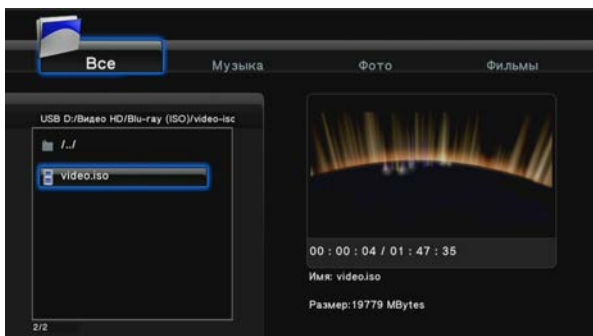 Все Музыка Фото Фильмы
USB D:/Видео HD/Blu-ray (ISO)/video-isc
/../
video.iso
2/2
00 : 00 : 04 / 01 : 47 : 35
Имя: video.iso
Размер:19779 MBytes